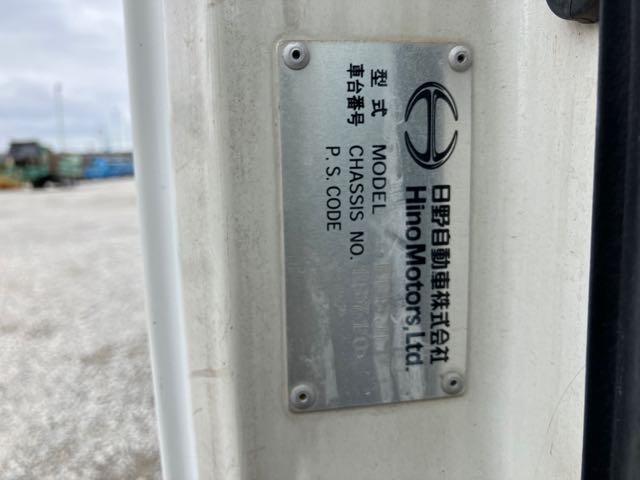 日野自動車株式会社
Hino Motors, Ltd.
型式 MODEL
車台番号 CHASSIS NO.
P. S. CODE